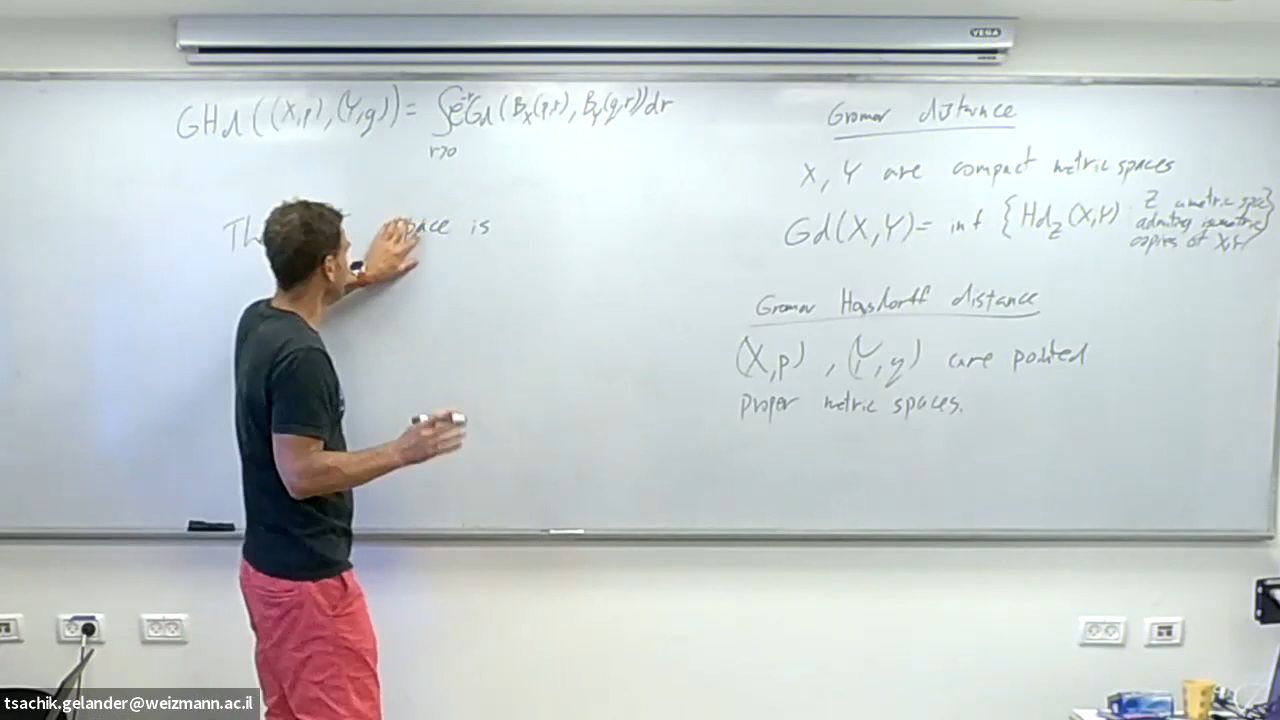 VEGA
GHd((X,p),(Y,q)) = ∫_{r>0} e^{-r} Gd(B_X(p,r), B_Y(q,r)) dr
space is
Gromov distance
X, Y are compact metric spaces
Gd(X,Y) = inf { Hd_Z(X,Y) : Z a metric space admiting isometric copies of X,Y }
Gromov Hausdorff distance
(X,p), (Y,q) are pointed
proper metric spaces.
tsachik.gelander@weizmann.ac.il